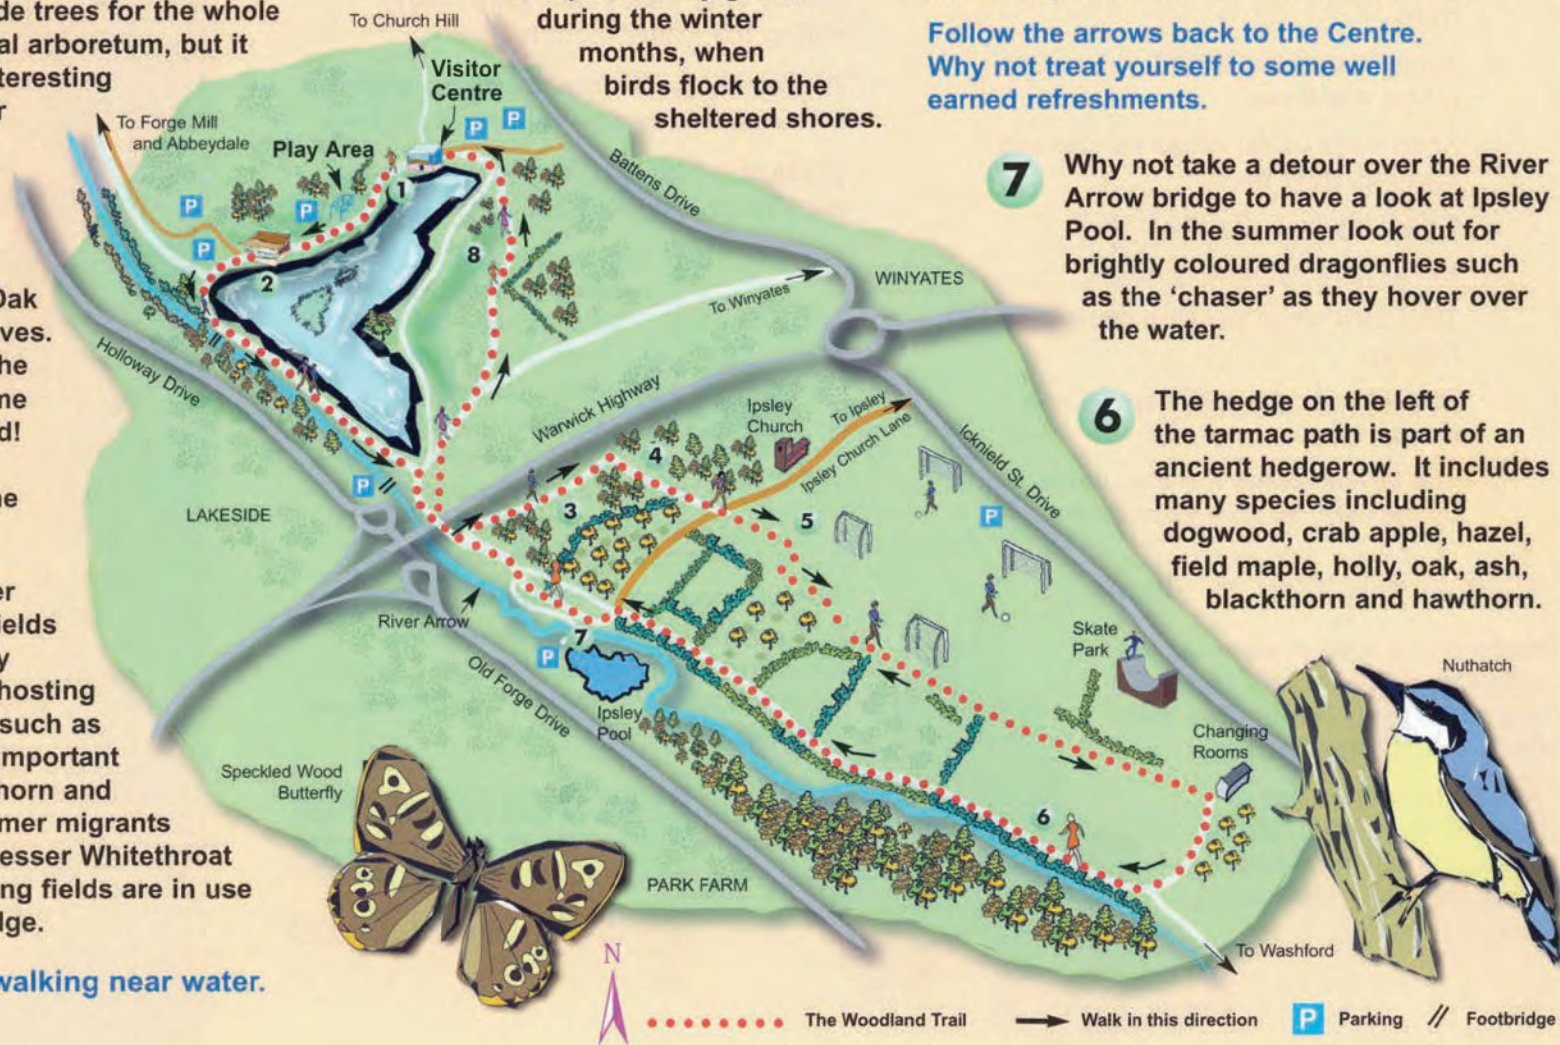 de trees for the whole
al arboretum, but it
teresting
r
Oak
ves.
he
me
d!
ne
er
ields
y
hosting
such as
important
horn and
mer migrants
esser Whitethroat
ng fields are in use
dge.
walking near water.
during the winter
months, when
birds flock to the
sheltered shores.
Follow the arrows back to the Centre.
Why not treat yourself to some well
earned refreshments.
7
Why not take a detour over the River
Arrow bridge to have a look at Ipsley
Pool. In the summer look out for
brightly coloured dragonflies such
as the ‘chaser’ as they hover over
the water.
6
The hedge on the left of
the tarmac path is part of an
ancient hedgerow. It includes
many species including
dogwood, crab apple, hazel,
field maple, holly, oak, ash,
blackthorn and hawthorn.
To Church Hill
Visitor
Centre
P
P
To Forge Mill
and Abbeydale
Play Area
1
P
P
P
2
8
Battens Drive
WINYATES
To Winyates
Holloway Drive
Warwick Highway
Ipsley
Church
To Ipsley
Ipsley Church Lane
Icknield St. Drive
4
3
5
P
P
LAKESIDE
River Arrow
7
P
Ipsley
Pool
Old Forge Drive
Skate
Park
Nuthatch
Changing
Rooms
Speckled Wood
Butterfly
6
PARK FARM
To Washford
N
The Woodland Trail
Walk in this direction
P
Parking
Footbridge